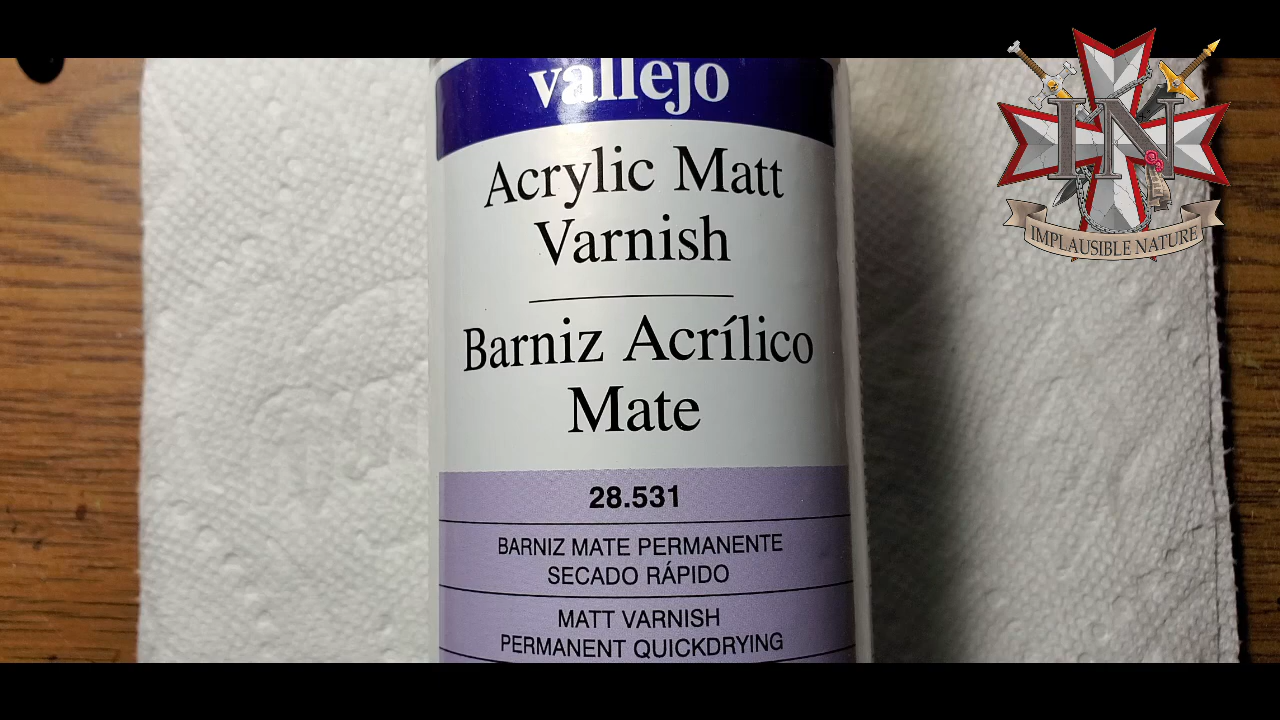 vallejo
Acrylic Matt
Varnish
Barniz Acrílico
Mate
28.531
BARNIZ MATE PERMANENTE
SECADO RÁPIDO
MATT VARNISH
PERMANENT QUICKDRYING
IN
IMPLAUSIBLE NATURE